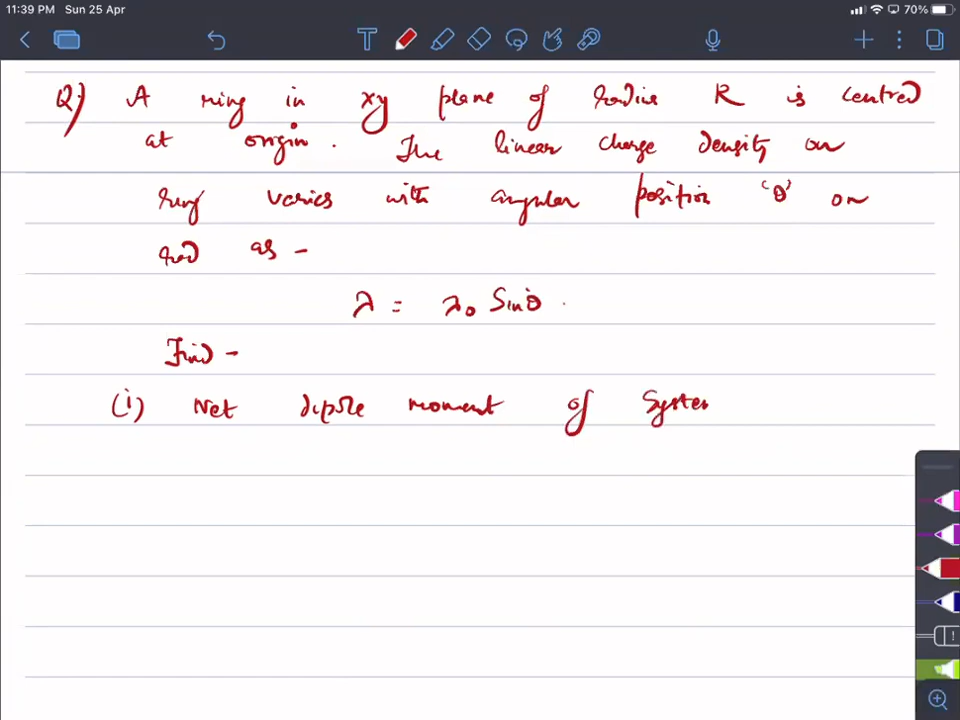 11:39 PM Sun 25 Apr 70%
Q) A ring in xy plane of radius R is centred
at origin. The linear charge density on
ring varies with angular position 'θ' on
rod as -
λ = λ₀ Sinθ
Find -
(i) Net dipole moment of System